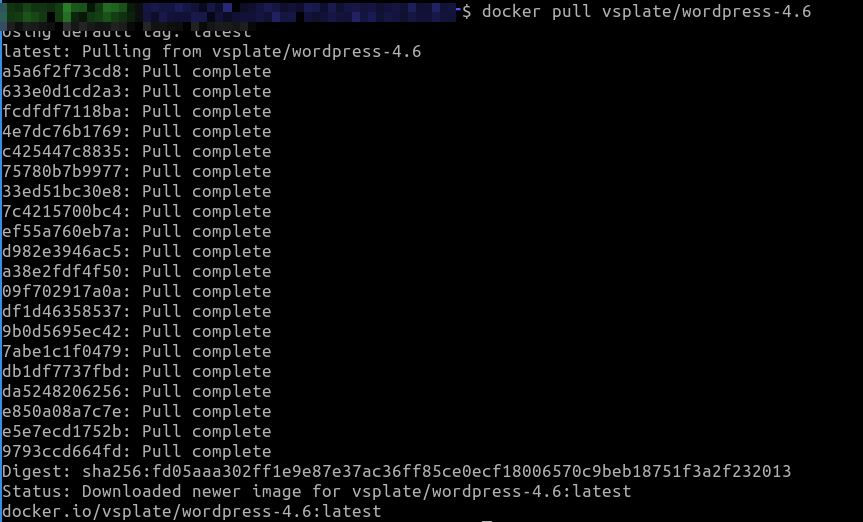 $ docker pull vsplate/wordpress-4.6
Using default tag: latest
latest: Pulling from vsplate/wordpress-4.6
a5a6f2f73cd8: Pull complete
633e0d1cd2a3: Pull complete
fcdfdf7118ba: Pull complete
4e7dc76b1769: Pull complete
c425447c8835: Pull complete
75780b7b9977: Pull complete
33ed51bc30e8: Pull complete
7c4215700bc4: Pull complete
ef55a760eb7a: Pull complete
d982e3946ac5: Pull complete
a38e2fdf4f50: Pull complete
09f702917a0a: Pull complete
df1d46358537: Pull complete
9b0d5695ec42: Pull complete
7abe1c1f0479: Pull complete
db1df7737fbd: Pull complete
da5248206256: Pull complete
e850a08a7c7e: Pull complete
e5e7ecd1752b: Pull complete
9793ccd664fd: Pull complete
Digest: sha256:fd05aaa302ff1e9e87e37ac36ff85ce0ecf18006570c9beb18751f3a2f232013
Status: Downloaded newer image for vsplate/wordpress-4.6:latest
docker.io/vsplate/wordpress-4.6:latest